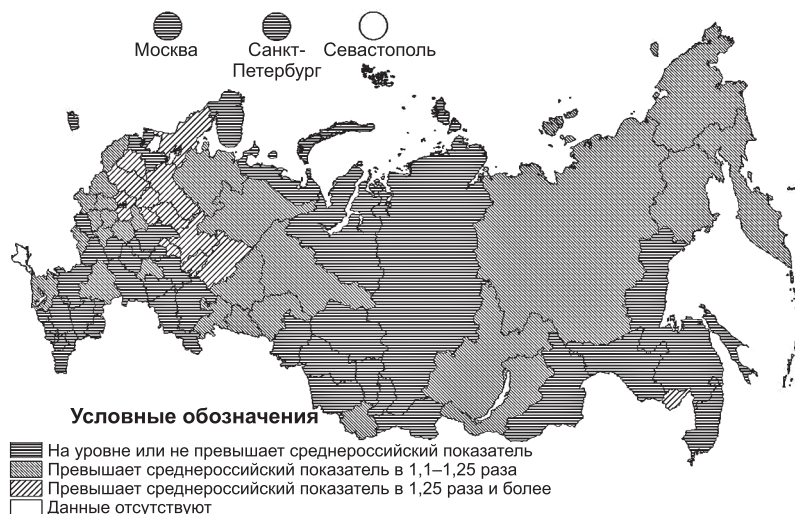 Москва
Санкт-
Петербург
Севастополь
Условные обозначения
На уровне или не превышает среднероссийский показатель
Превышает среднероссийский показатель в 1,1–1,25 раза
Превышает среднероссийский показатель в 1,25 раза и более
Данные отсутствуют